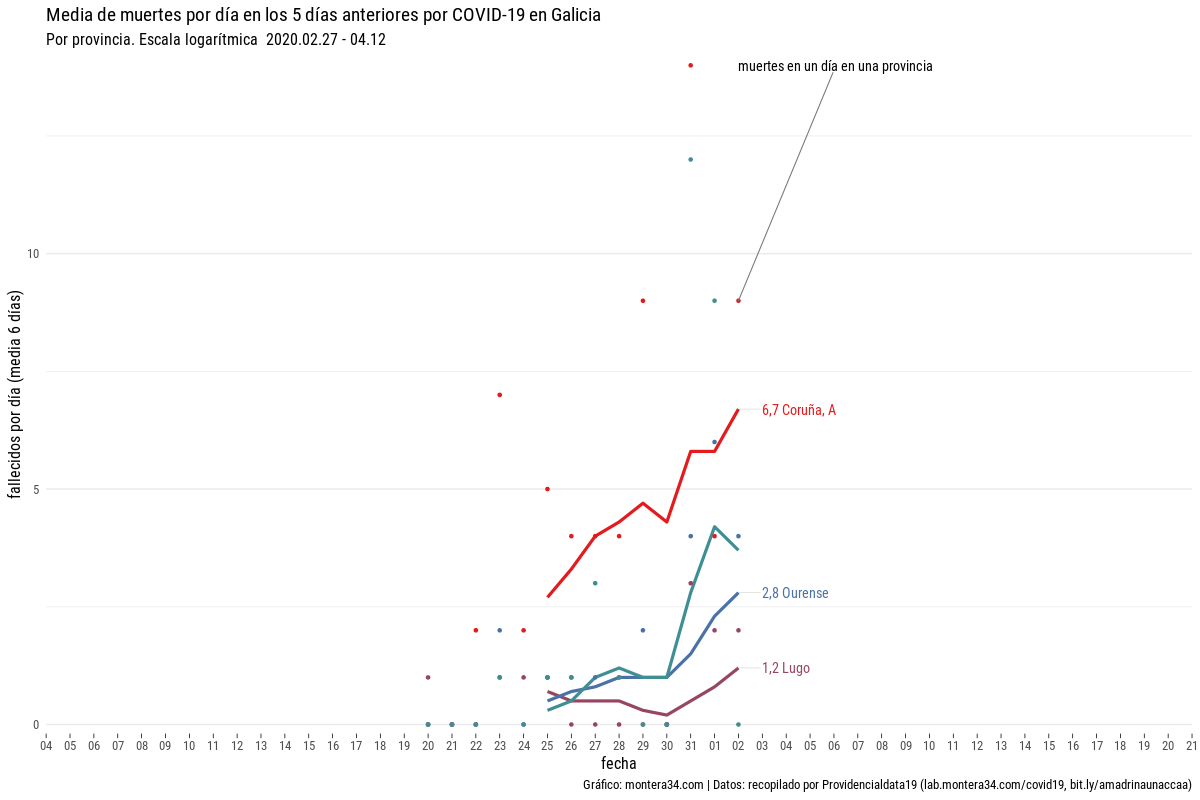 Media de muertes por día en los 5 días anteriores por COVID-19 en Galicia
Por provincia. Escala logarítmica  2020.02.27 - 04.12
muertes en un día en una provincia
fallecidos por día (media 6 días)
10
5
0
6,7 Coruña, A
2,8 Ourense
1,2 Lugo
04 05 06 07 08 09 10 11 12 13 14 15 16 17 18 19 20 21 22 23 24 25 26 27 28 29 30 31 01 02 03 04 05 06 07 08 09 10 11 12 13 14 15 16 17 18 19 20 21
fecha
Gráfico: montera34.com | Datos: recopilado por Providencialdata19 (lab.montera34.com/covid19, bit.ly/amadrinaunaccaa)